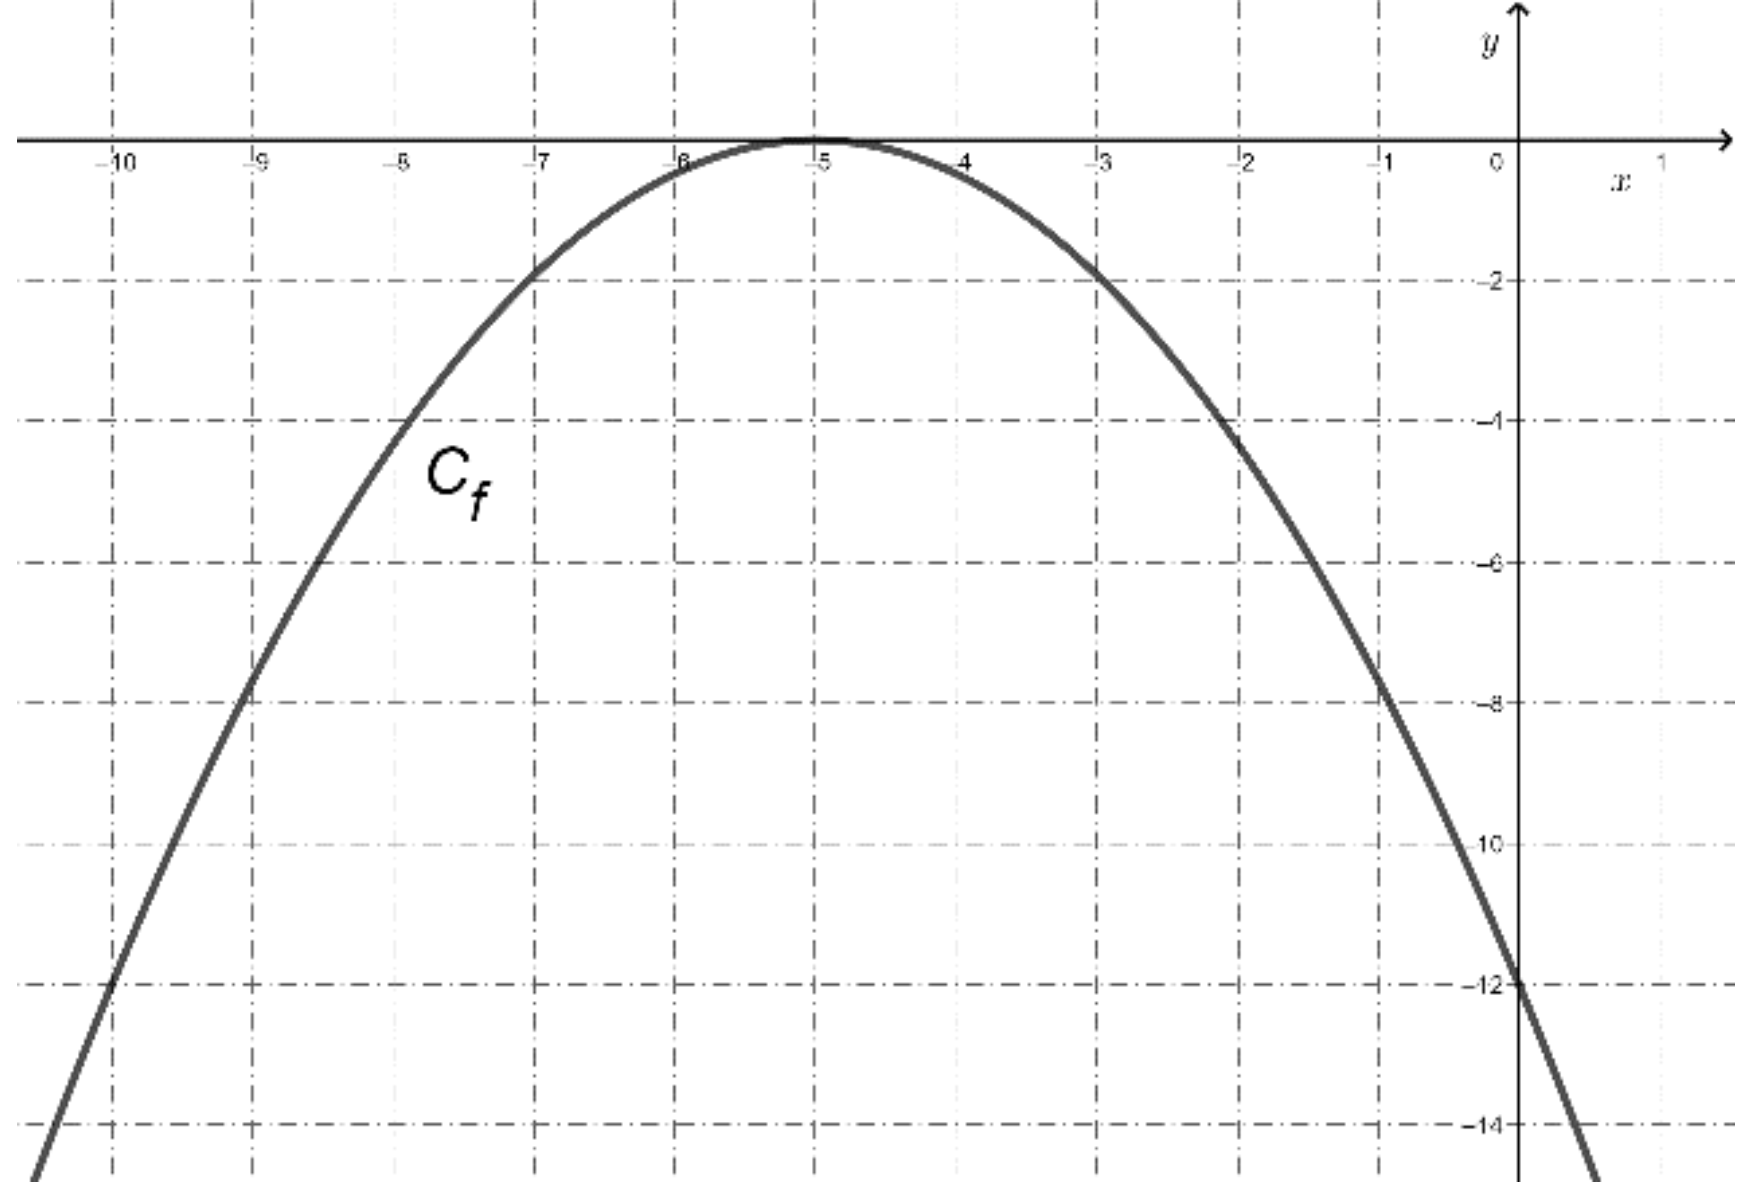 y
–10 –9 –8 –7 –6 –5 –4 –3 –2 –1 0 1
x
–2
–4
C_f
–6
–8
–10
–12
–14